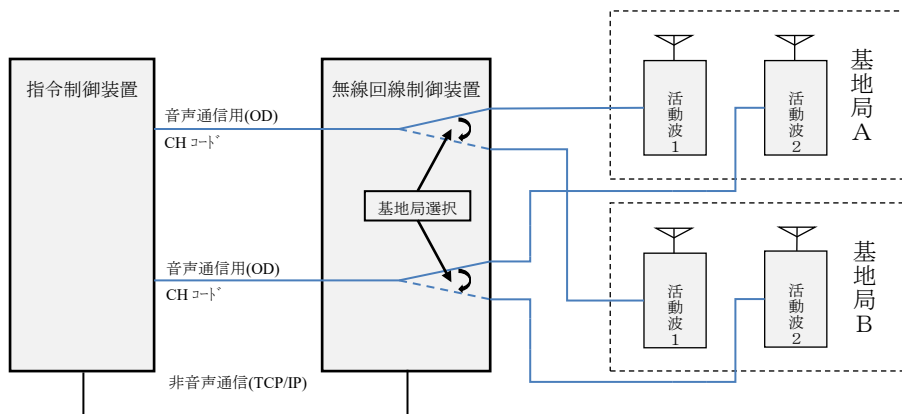 指令制御装置
音声通信用(OD)
CH ｺｰﾄﾞ
音声通信用(OD)
CH ｺｰﾄﾞ
非音声通信(TCP/IP)
無線回線制御装置
基地局選択
活動波1
活動波2
基地局A
活動波1
活動波2
基地局B